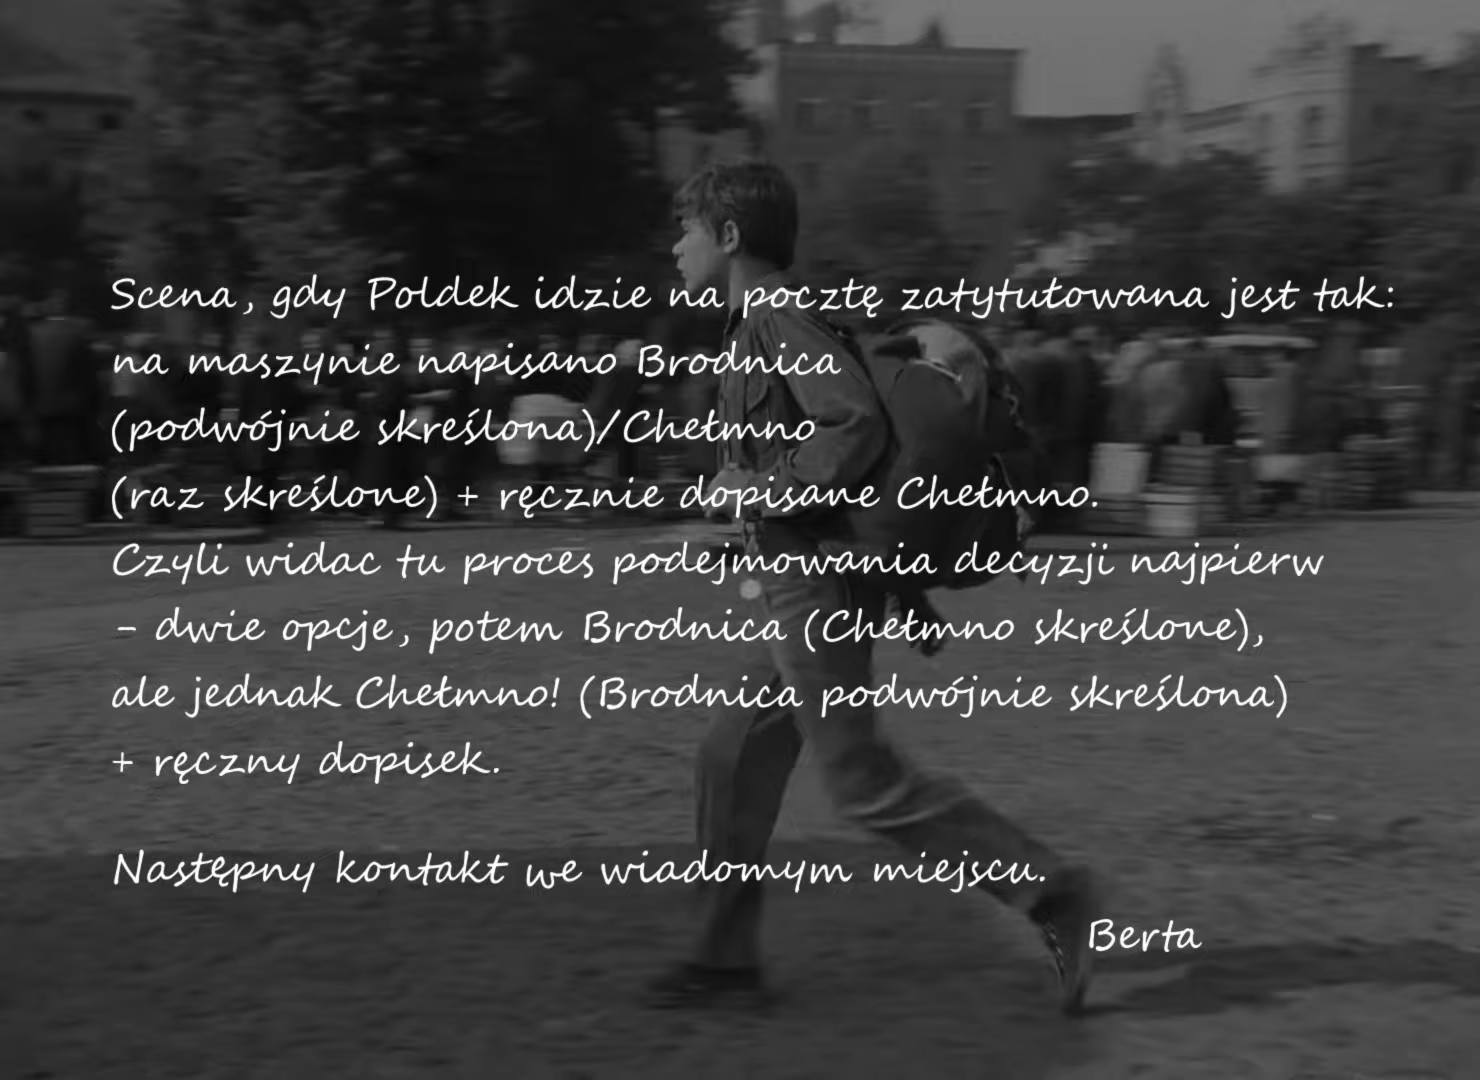 Scena, gdy Poldek idzie na pocztę zatytułowana jest tak:
na maszynie napisano Brodnica
(podwójnie skreślona)/Chełmno
(raz skreślone) + ręcznie dopisane Chełmno.
Czyli widac tu proces podejmowania decyzji najpierw
- dwie opcje, potem Brodnica (Chełmno skreślone),
ale jednak Chełmno! (Brodnica podwójnie skreślona)
+ ręczny dopisek.
Następny kontakt we wiadomym miejscu.
Berta